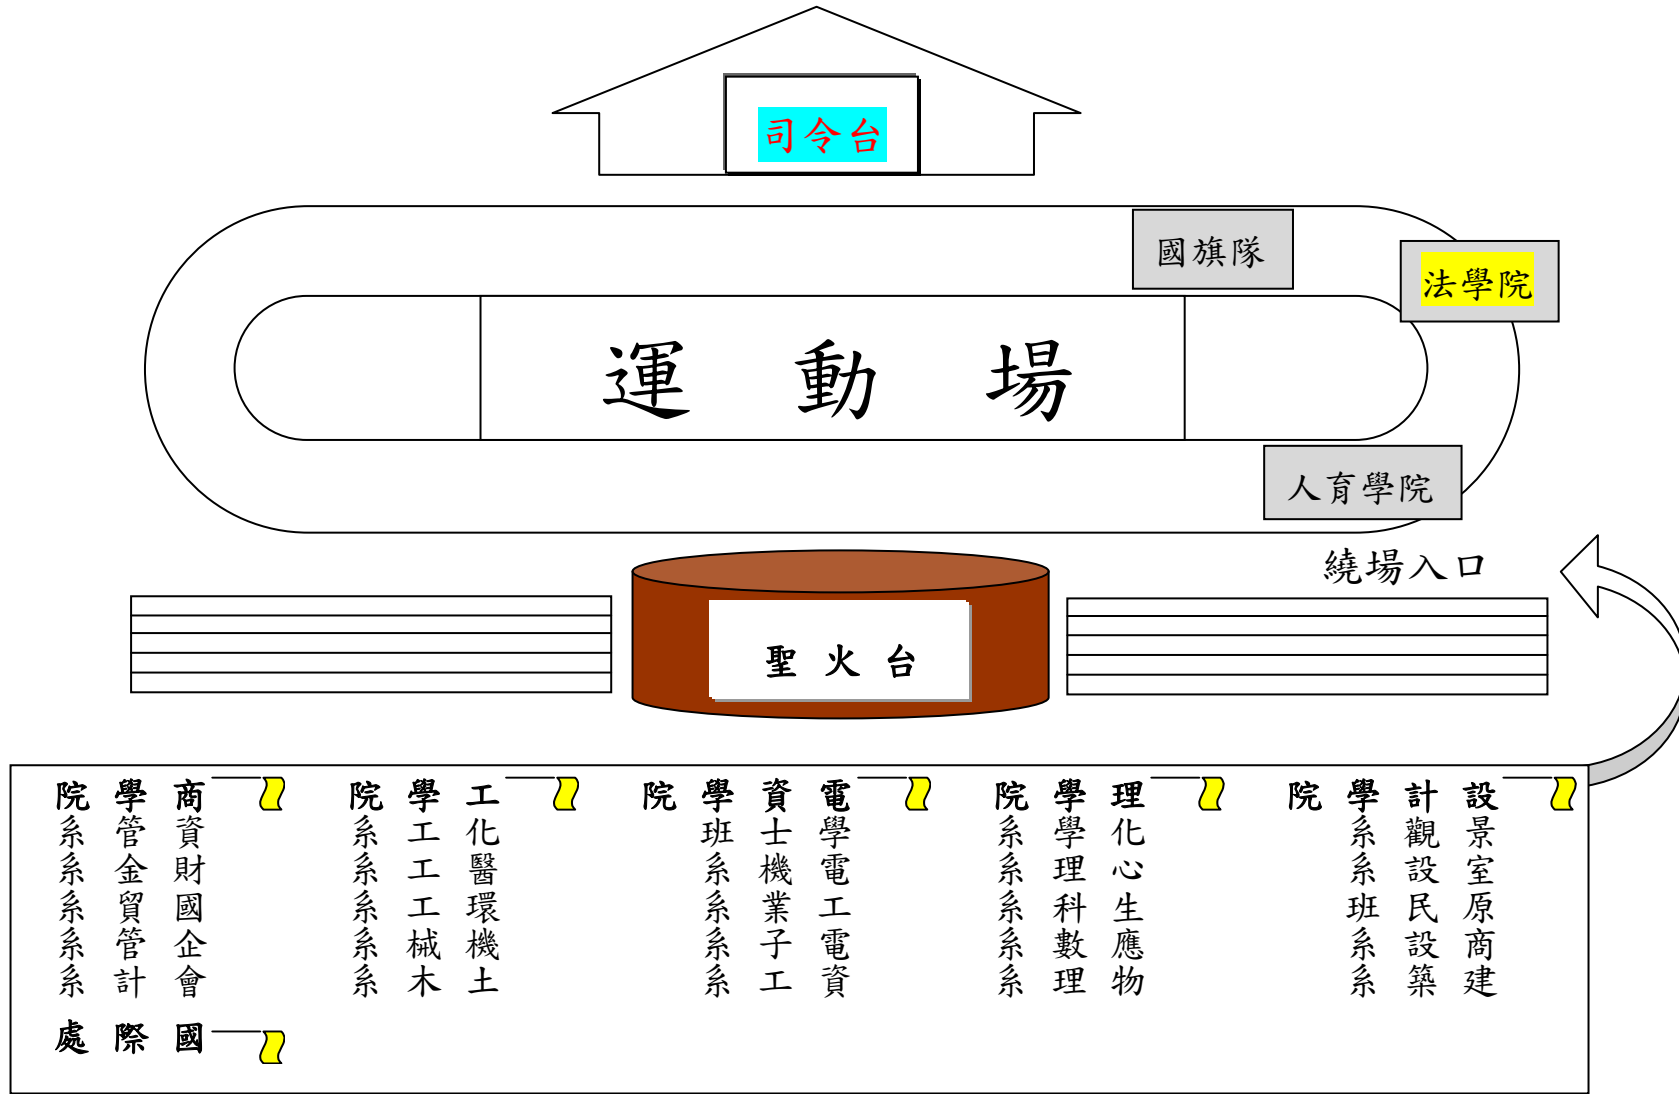 司令台
國旗隊
法學院
運動場
人育學院
繞場入口
聖火台
設計學院
景觀系
室設系
原民班
商設系
建築系
理學院
化學系
心理系
生科系
應數系
物理系
電資學院
學士班
電機系
工業系
電子系
資工系
工學院
化工系
醫工系
環工系
機械系
土木系
商學院
資管系
財金系
國貿系
企管系
會計系
國際處